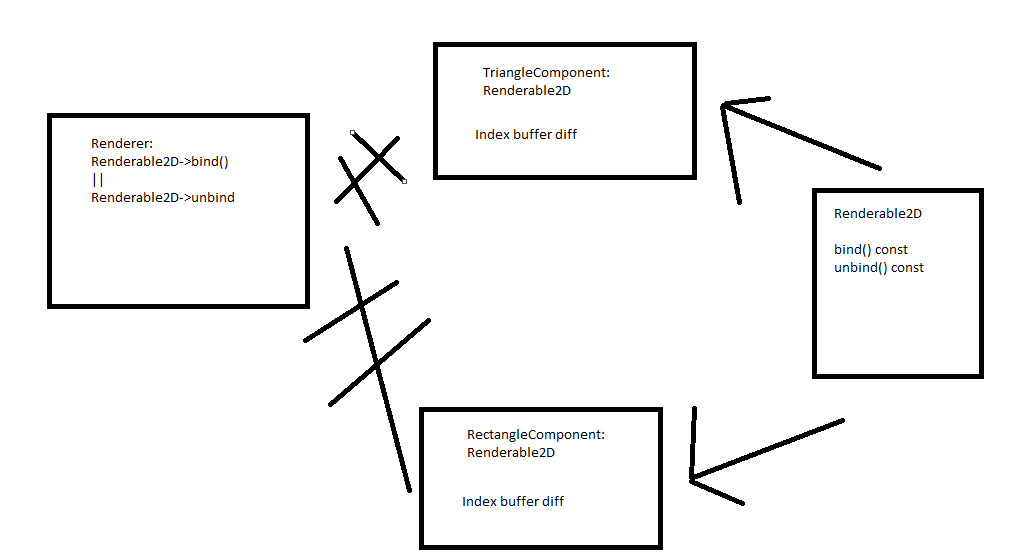 Renderer:
Renderable2D->bind()
||
Renderable2D->unbind
TriangleComponent:
Renderable2D
Index buffer diff
Renderable2D
bind() const
unbind() const
RectangleComponent:
Renderable2D
Index buffer diff